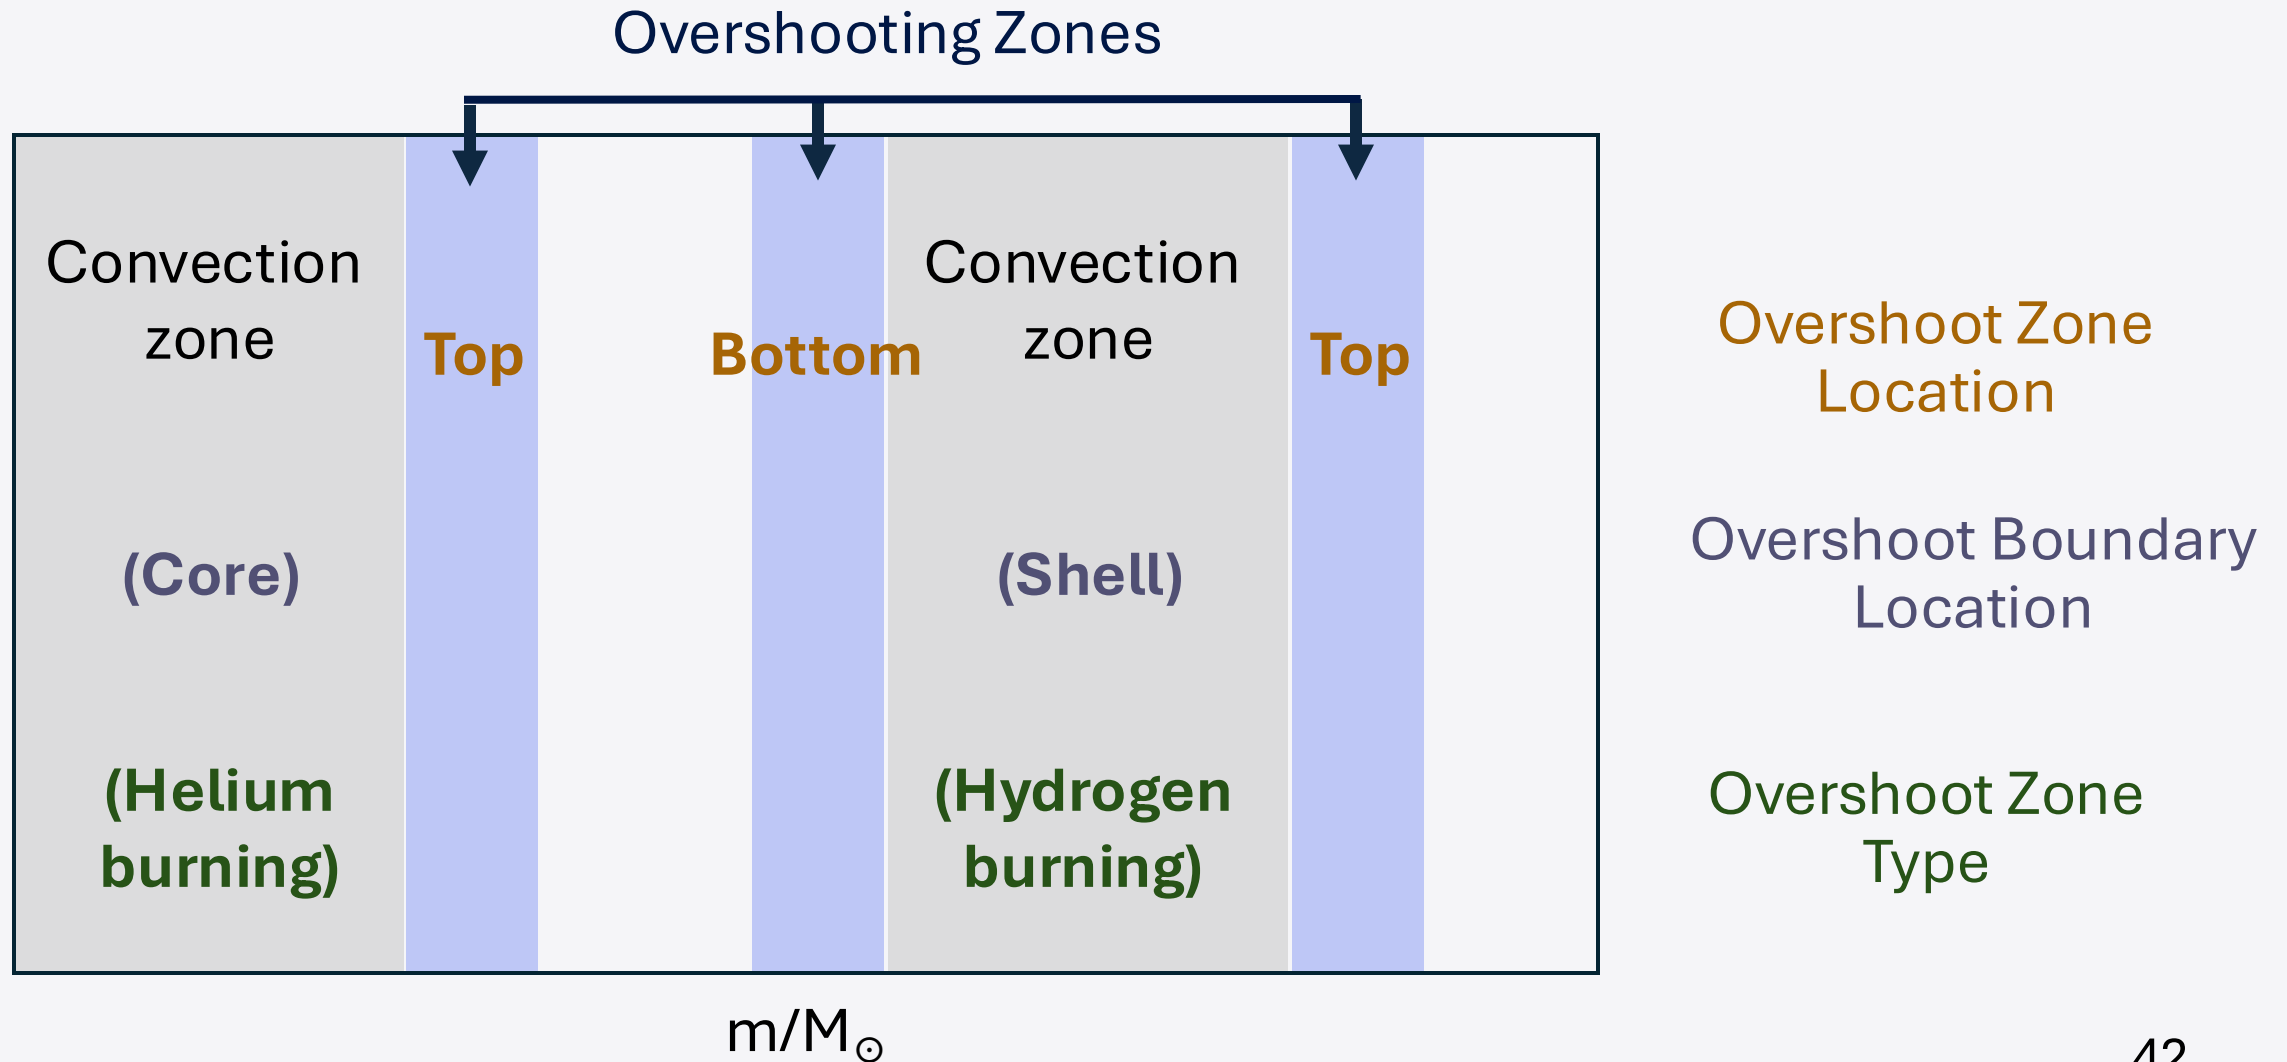 Overshooting Zones
Convection
zone
(Core)
(Helium
burning)
Top
Bottom
Convection
zone
(Shell)
(Hydrogen
burning)
Top
Overshoot Zone
Location
Overshoot Boundary
Location
Overshoot Zone
Type
m/M☉
42